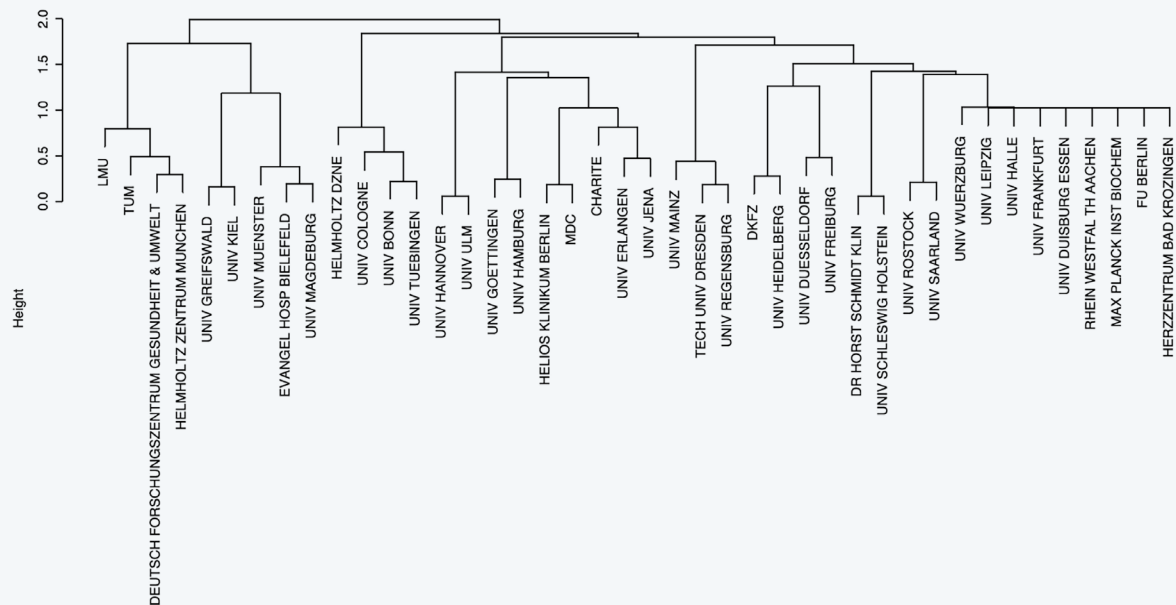 2.0
1.5
1.0
0.5
0.0
Height
LMU
TUM
DEUTSCH FORSCHUNGSZENTRUM GESUNDHEIT & UMWELT
HELMHOLTZ ZENTRUM MUNCHEN
UNIV GREIFSWALD
UNIV KIEL
UNIV MUENSTER
EVANGEL HOSP BIELEFELD
UNIV MAGDEBURG
HELMHOLTZ DZNE
UNIV COLOGNE
UNIV BONN
UNIV TUEBINGEN
UNIV HANNOVER
UNIV ULM
UNIV GOETTINGEN
UNIV HAMBURG
HELIOS KLINIKUM BERLIN
MDC
CHARITE
UNIV ERLANGEN
UNIV JENA
UNIV MAINZ
TECH UNIV DRESDEN
UNIV REGENSBURG
DKFZ
UNIV HEIDELBERG
UNIV DUESSELDORF
UNIV FREIBURG
DR HORST SCHMIDT KLIN
UNIV SCHLESWIG HOLSTEIN
UNIV ROSTOCK
UNIV SAARLAND
UNIV WUERZBURG
UNIV LEIPZIG
UNIV HALLE
UNIV FRANKFURT
UNIV DUISBURG ESSEN
RHEIN WESTFAL TH AACHEN
MAX PLANCK INST BIOCHEM
FU BERLIN
HERZZENTRUM BAD KROZINGEN